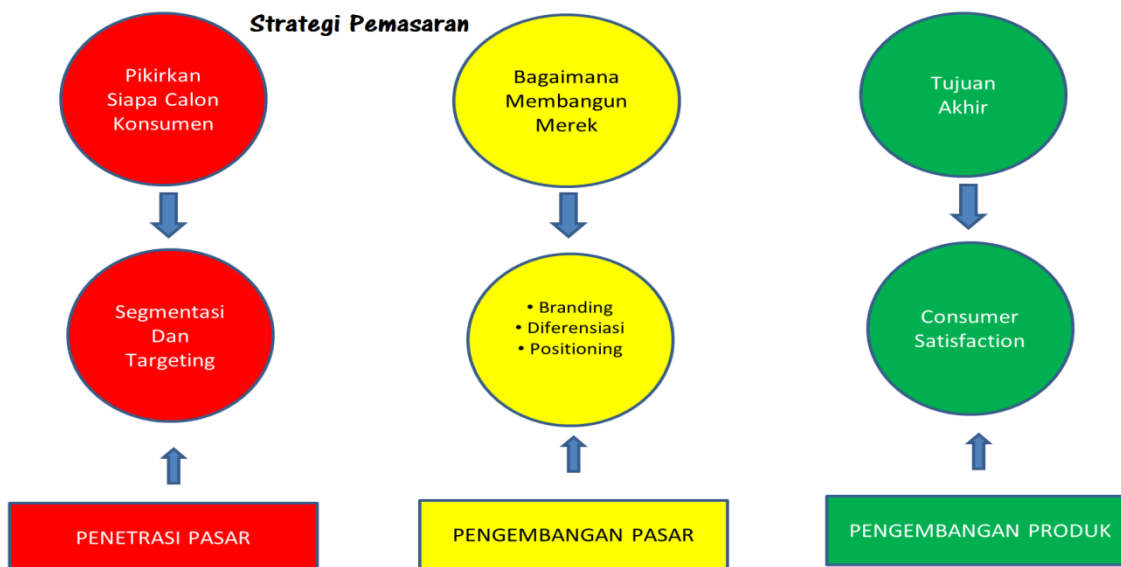 Strategi Pemasaran
Pikirkan
Siapa Calon
Konsumen
Bagaimana
Membangun
Merek
Tujuan
Akhir
Segmentasi
Dan
Targeting
• Branding
• Diferensiasi
• Positioning
Consumer
Satisfaction
PENETRASI PASAR
PENGEMBANGAN PASAR
PENGEMBANGAN PRODUK